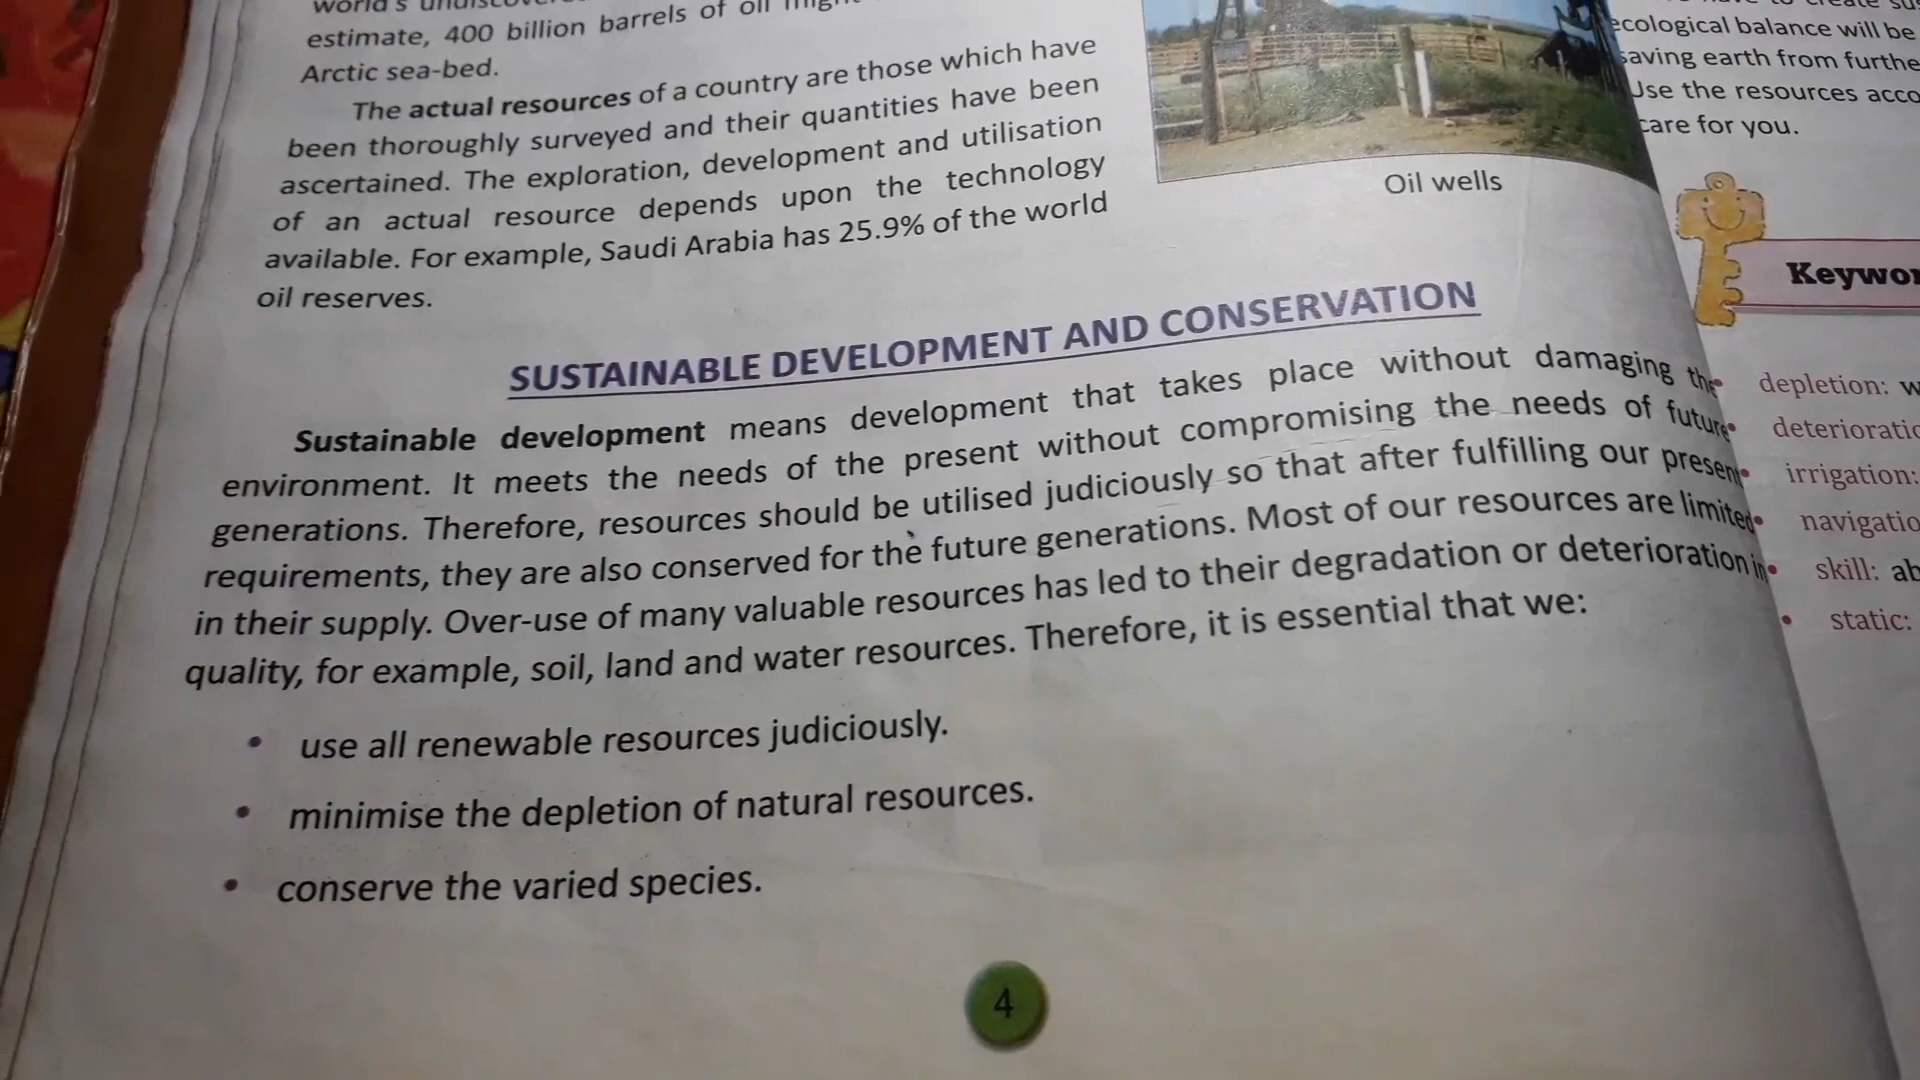 estimate, 400 billion barrels of oil
Arctic sea-bed.
The actual resources of a country are those which have
been thoroughly surveyed and their quantities have been
ascertained. The exploration, development and utilisation
of an actual resource depends upon the technology
available. For example, Saudi Arabia has 25.9% of the world
oil reserves.
Oil wells
SUSTAINABLE DEVELOPMENT AND CONSERVATION
Sustainable development means development that takes place without damaging the
environment. It meets the needs of the present without compromising the needs of future
generations. Therefore, resources should be utilised judiciously so that after fulfilling our present
requirements, they are also conserved for the future generations. Most of our resources are limited
in their supply. Over-use of many valuable resources has led to their degradation or deterioration in
quality, for example, soil, land and water resources. Therefore, it is essential that we:
• use all renewable resources judiciously.
• minimise the depletion of natural resources.
• conserve the varied species.
4
ecological balance will be
saving earth from
Use the resources
care for you.
• depletion:
•
• irrigation:
•
• skill:
• static: